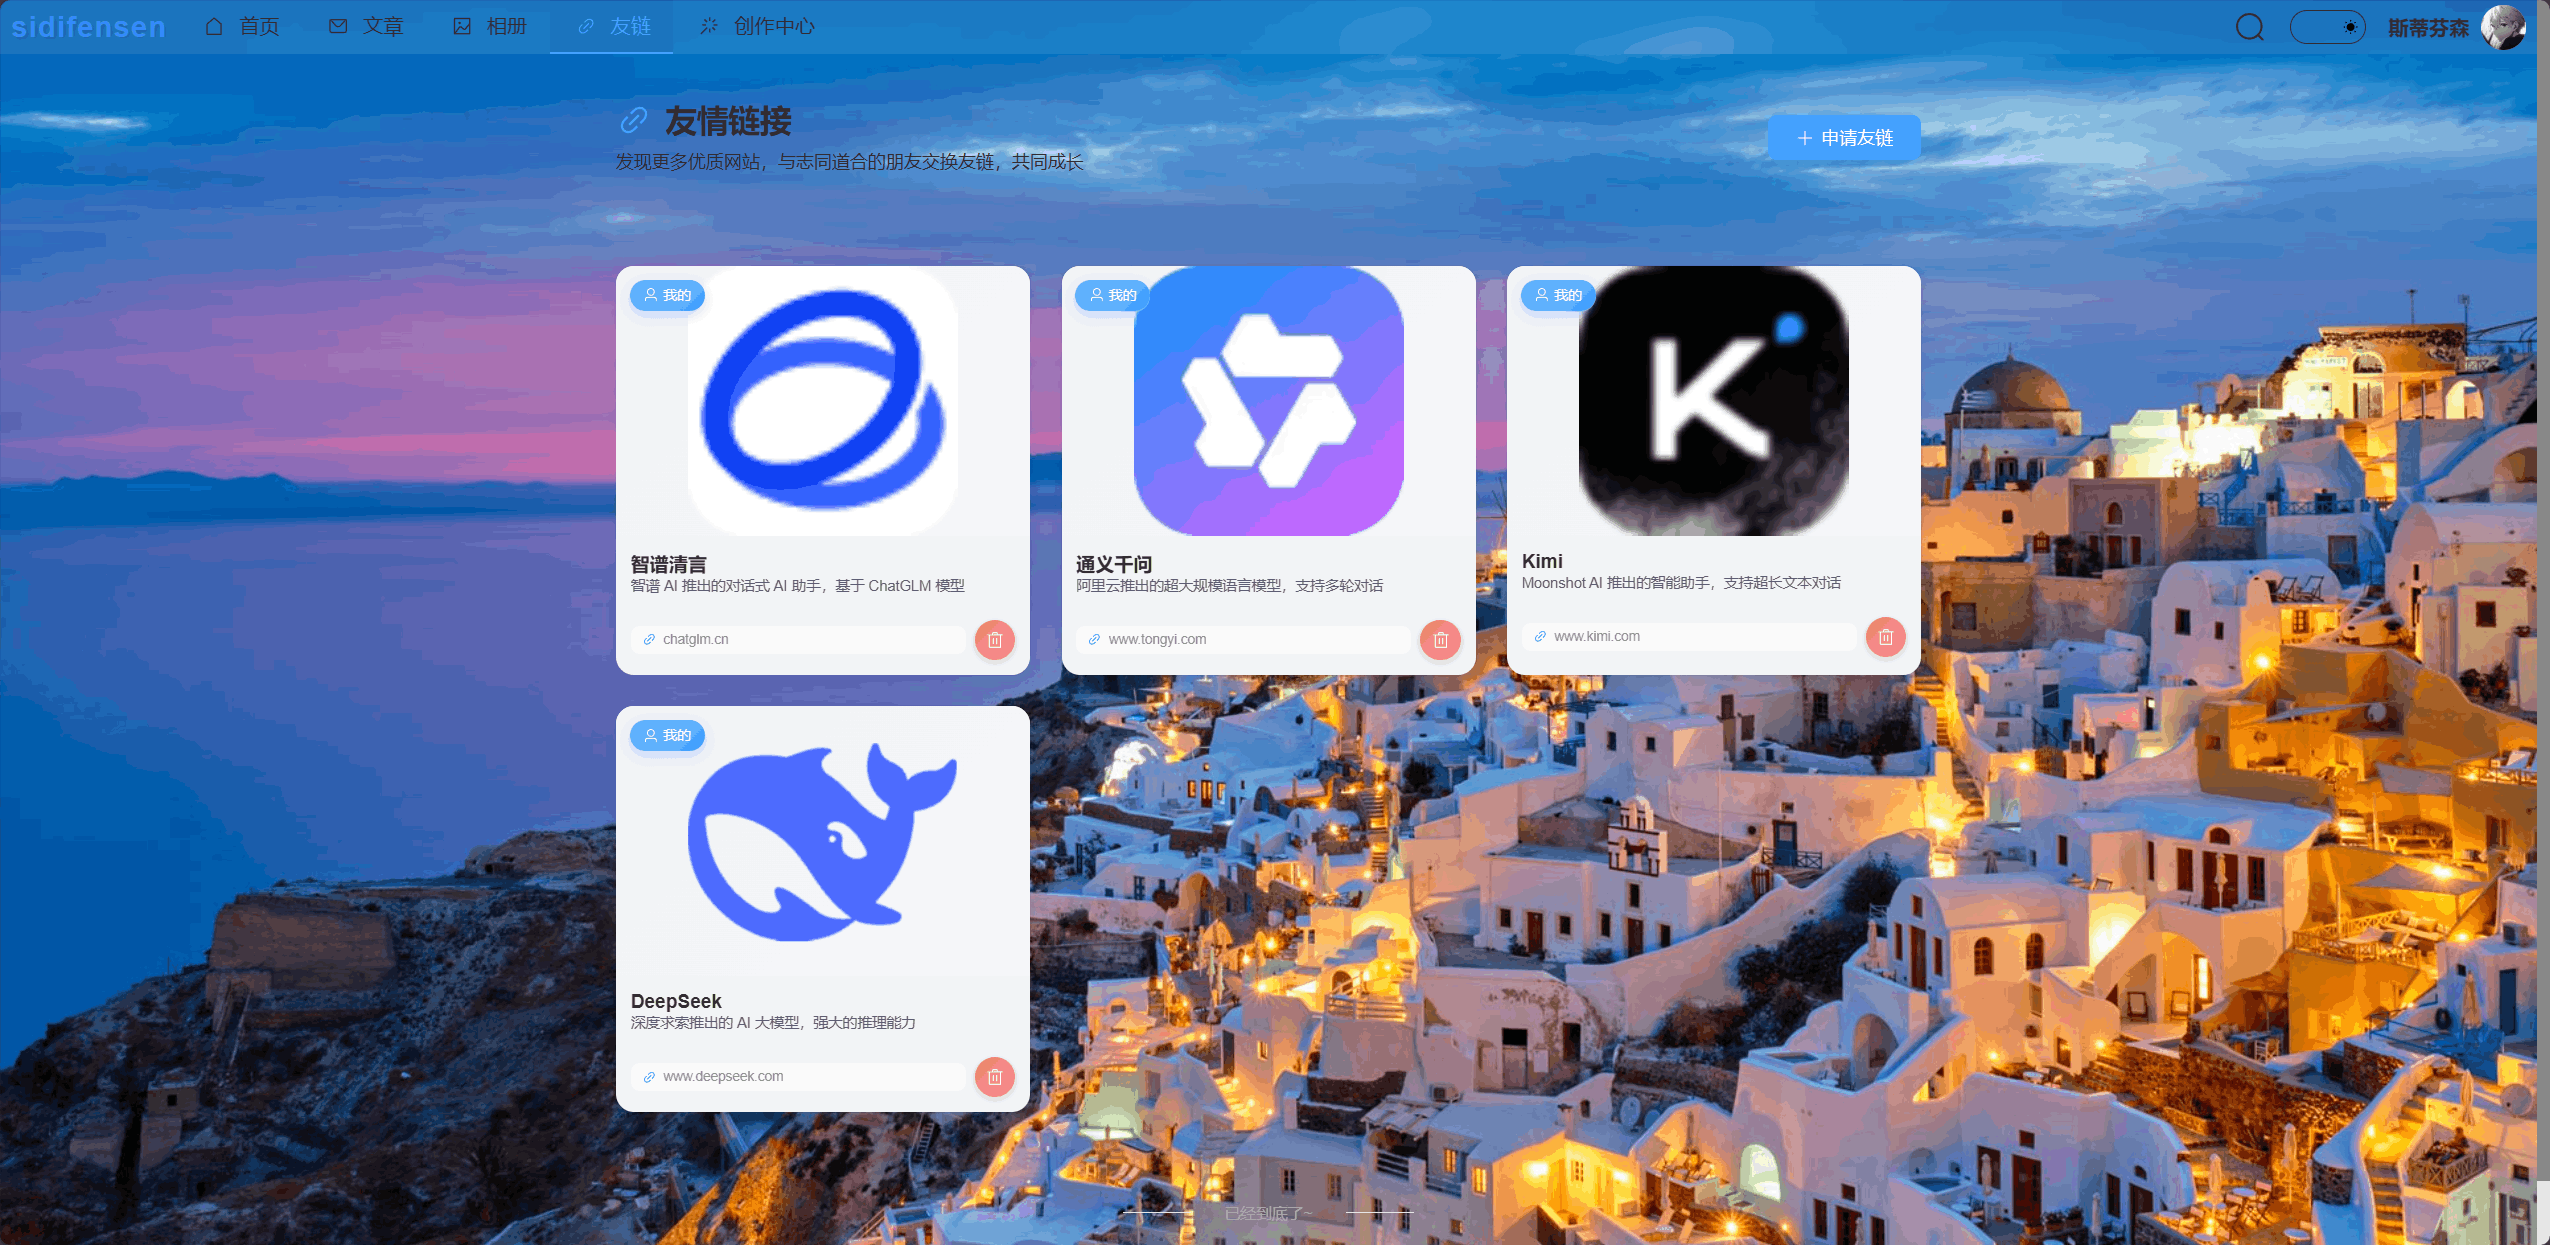 sidifensen 首页 文章 相册 友链 创作中心 斯蒂芬森
友情链接
申请友链
发现更多优质网站，与志同道合的朋友交换友链，共同成长
我的
我的
我的
K
智谱清言
智谱 AI 推出的对话式 AI 助手，基于 ChatGLM 模型
chatglm.cn
通义千问
阿里云推出的超大规模语言模型，支持多轮对话
www.tongyi.com
Kimi
Moonshot AI 推出的智能助手，支持超长文本对话
www.kimi.com
我的
DeepSeek
深度求索推出的 AI 大模型，强大的推理能力
www.deepseek.com
已经到底了~